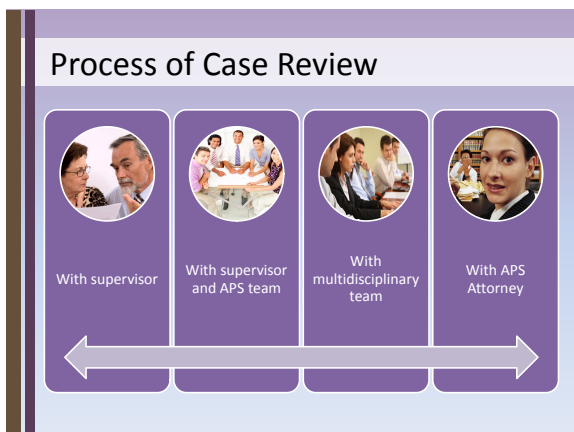 Process of Case Review
With supervisor
With supervisor
and APS team
With
multidisciplinary
team
With APS
Attorney